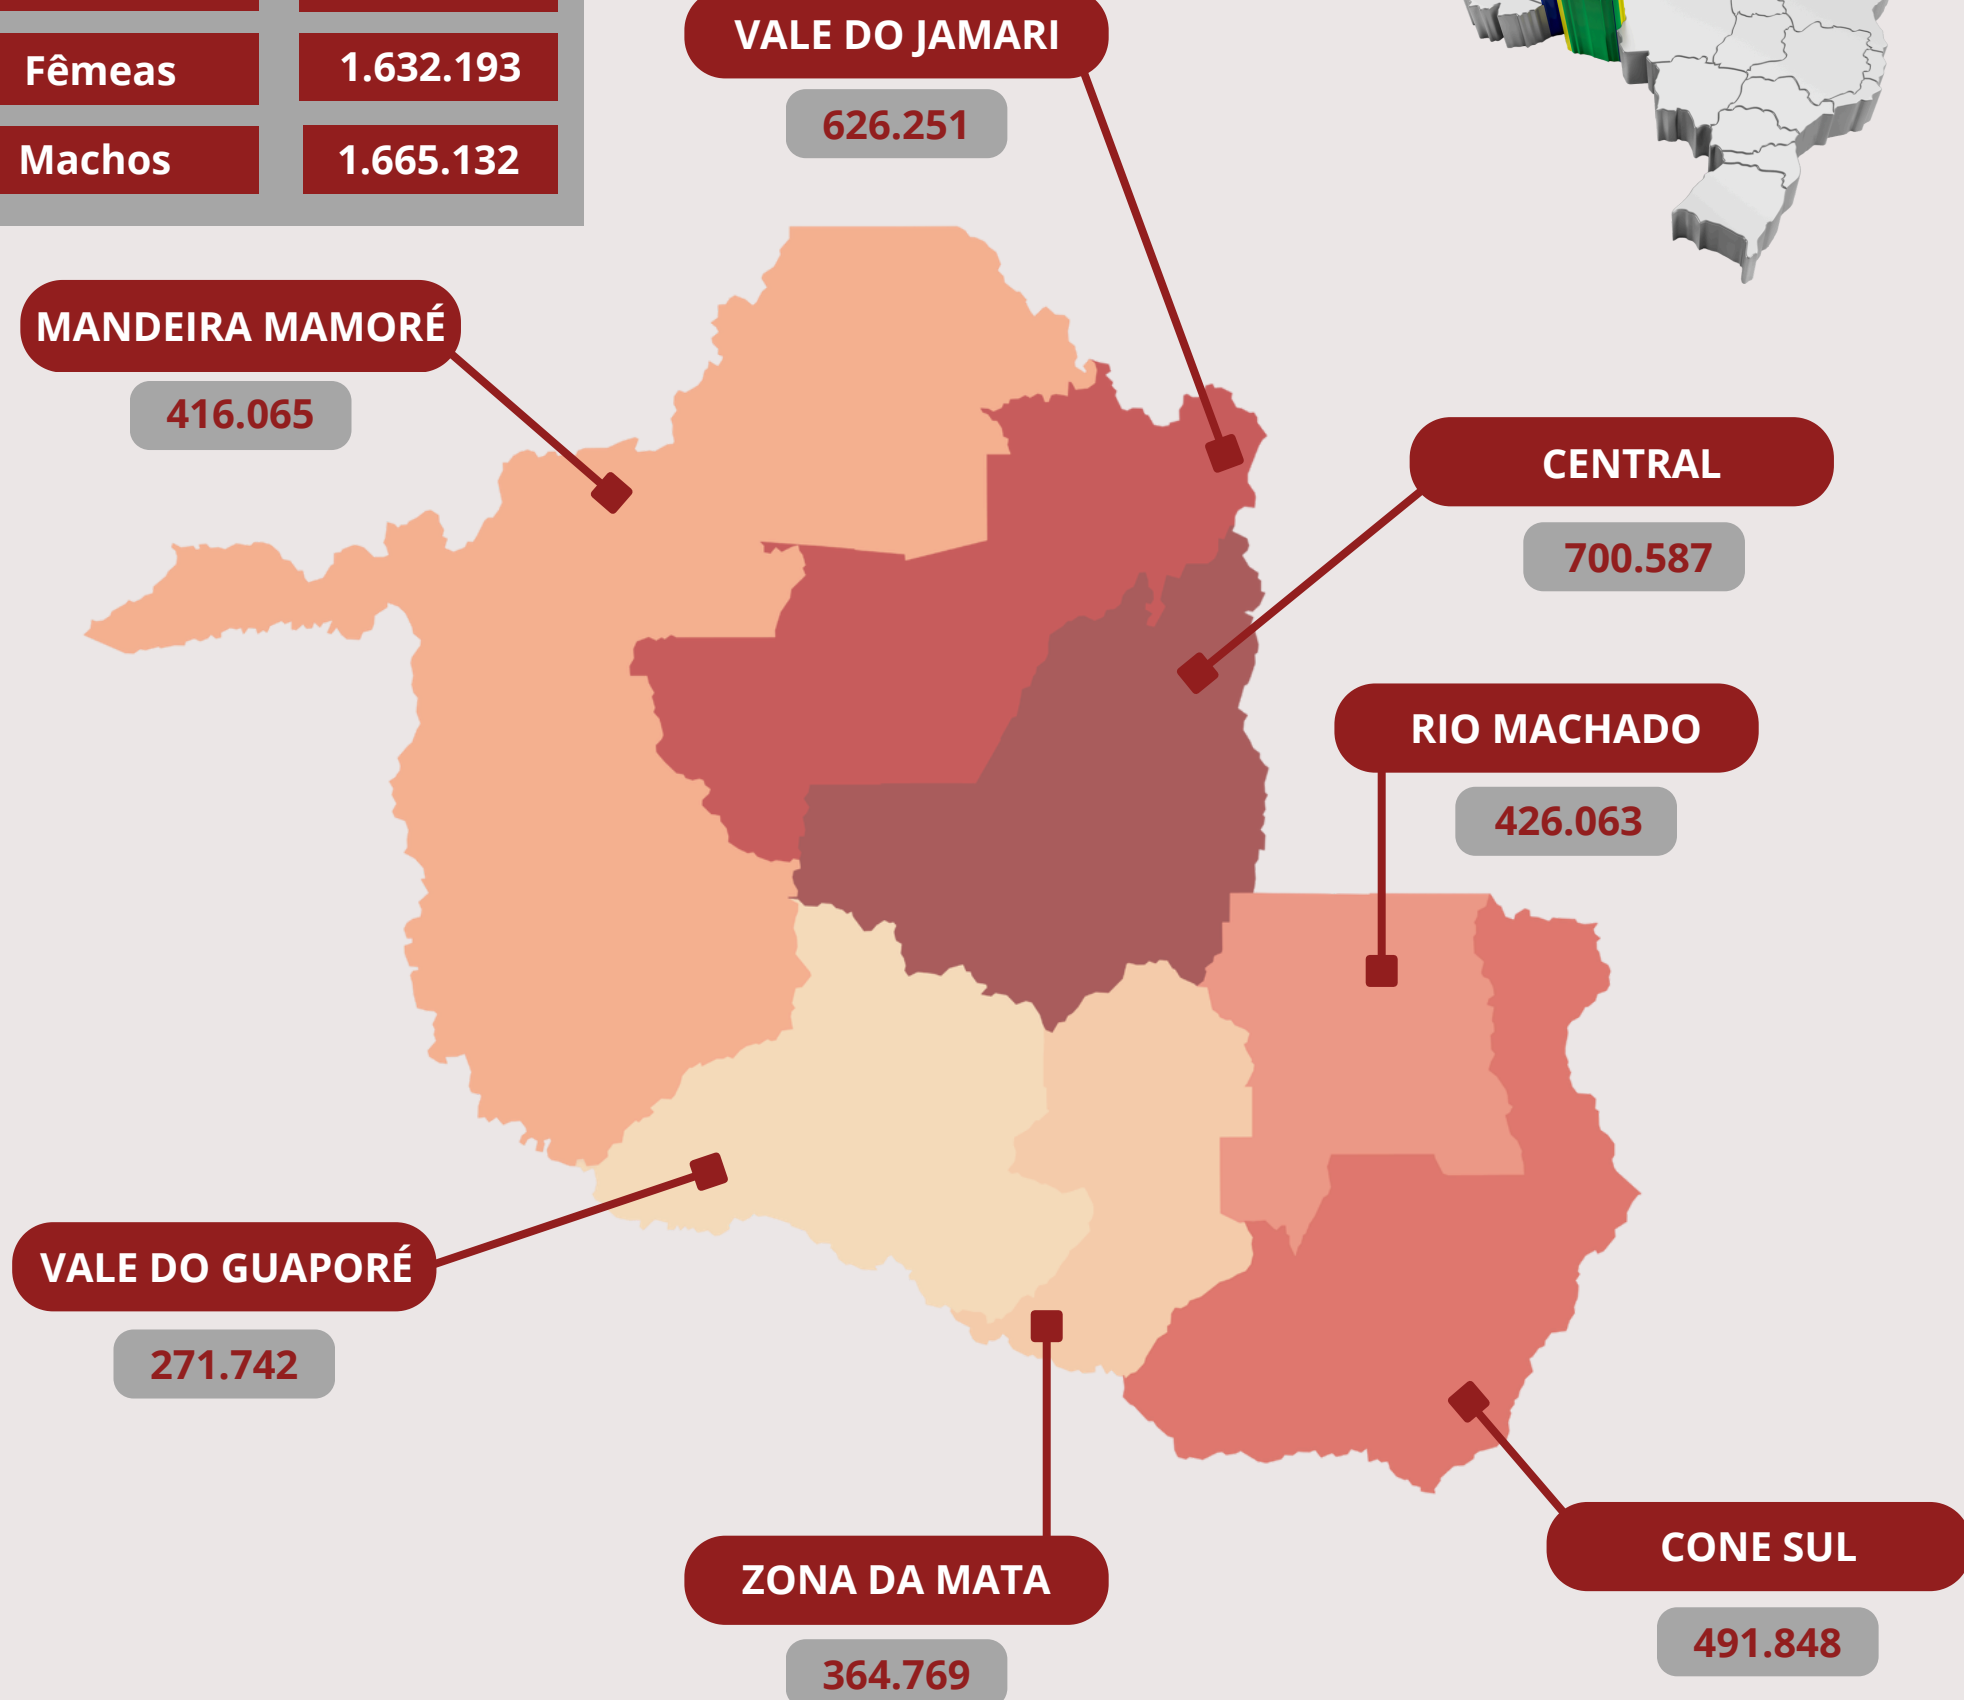 Fêmeas 1.632.193
Machos 1.665.132
VALE DO JAMARI
626.251
MANDEIRA MAMORÉ
416.065
CENTRAL
700.587
RIO MACHADO
426.063
VALE DO GUAPORÉ
271.742
ZONA DA MATA
364.769
CONE SUL
491.848